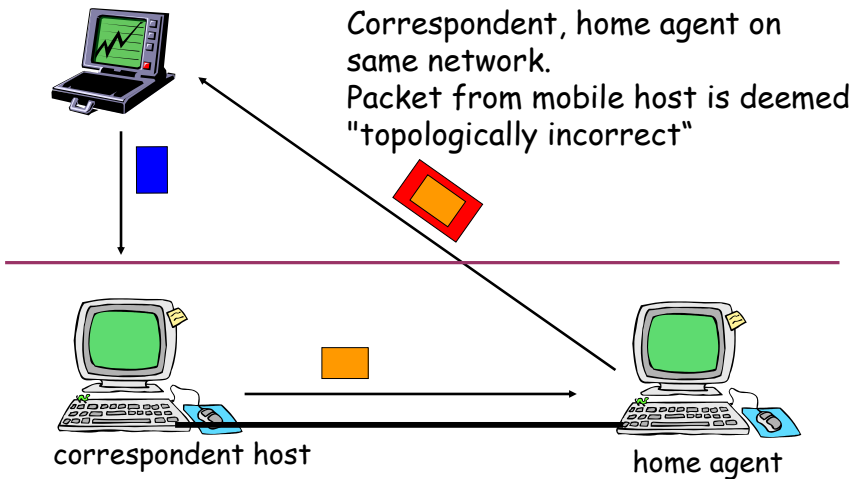 Correspondent, home agent on
same network.
Packet from mobile host is deemed
"topologically incorrect“
correspondent host
home agent